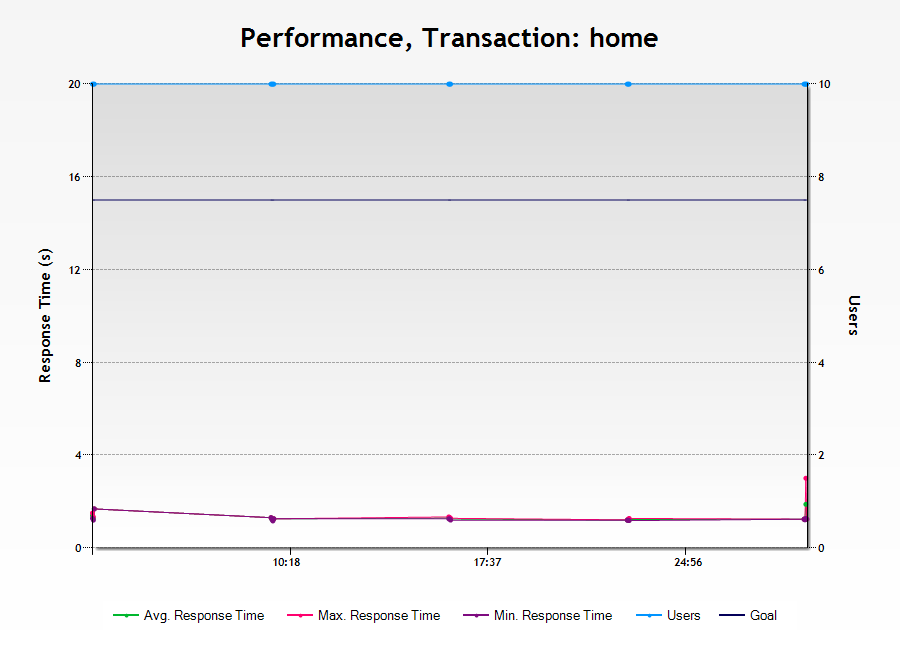 Performance, Transaction: home
20
16
12
8
4
0
Response Time (s)
10
8
6
4
2
0
Users
10:18 17:37 24:56
Avg. Response Time Max. Response Time Min. Response Time Users Goal